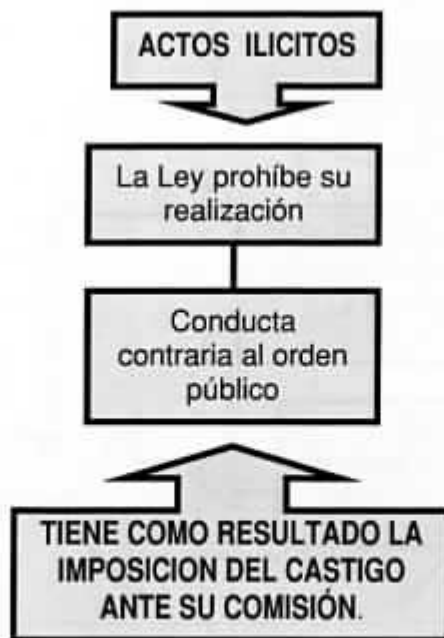 ACTOS ILICITOS
La Ley prohíbe su
realización
Conducta
contraria al orden
público
TIENE COMO RESULTADO LA
IMPOSICION DEL CASTIGO
ANTE SU COMISIÓN.